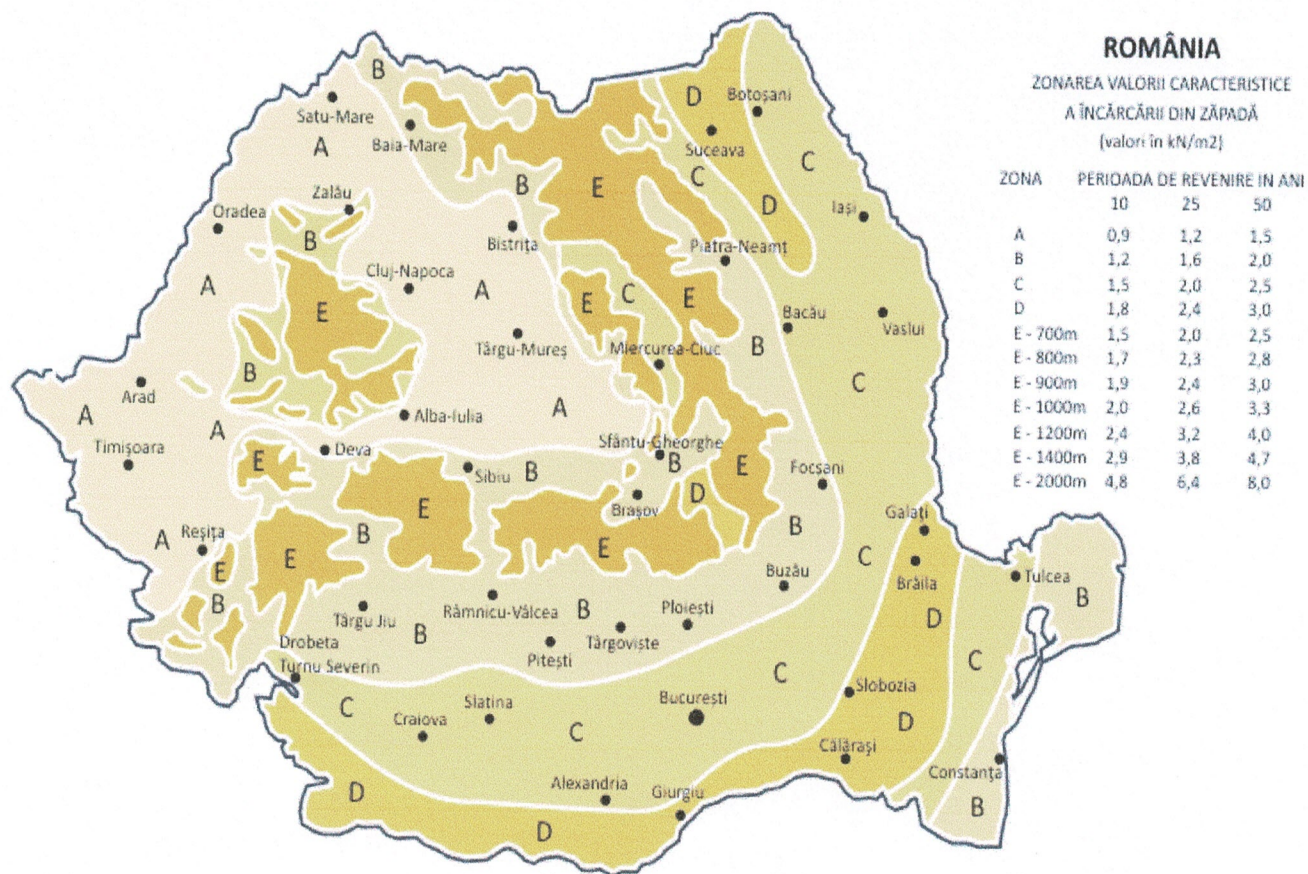 ROMÂNIA
ZONAREA VALORII CARACTERISTICE
A ÎNCĂRCĂRII DIN ZĂPADĂ
(valori în kN/m2)
ZONA PERIOADA DE REVENIRE IN ANI
10 25 50
A 0,9 1,2 1,5
B 1,2 1,6 2,0
C 1,5 2,0 2,5
D 1,8 2,4 3,0
E - 700m 1,5 2,0 2,5
E - 800m 1,7 2,3 2,8
E - 900m 1,9 2,4 3,0
E - 1000m 2,0 2,6 3,3
E - 1200m 2,4 3,2 4,0
E - 1400m 2,9 3,8 4,7
E - 2000m 4,8 6,4 8,0
B
D
Botoșani
Satu-Mare
Baia-Mare
Suceava
A
C
C
B
E
Zalău
D
Iași
Oradea
B
Bistrița
Piatra-Neamț
Cluj-Napoca
A
A
E
C
E
E
Bacău
Vaslui
Târgu-Mureș
B
Miercurea-Ciuc
B
C
Arad
A
Alba-Iulia
A
A
Timișoara
Deva
Sfântu-Gheorghe
E
Sibiu
B
B
E
Focșani
E
D
Brașov
Galați
Reșița
A
B
E
B
E
E
E
C
Brăila
Tulcea
Buzău
B
B
Târgu Jiu
Râmnicu-Vâlcea
B
Ploiești
D
Drobeta
Turnu Severin
B
Pitești
Târgoviște
C
C
Slobozia
C
Slatina
București
Craiova
C
D
Călărași
Constanța
D
Alexandria
Giurgiu
B
D